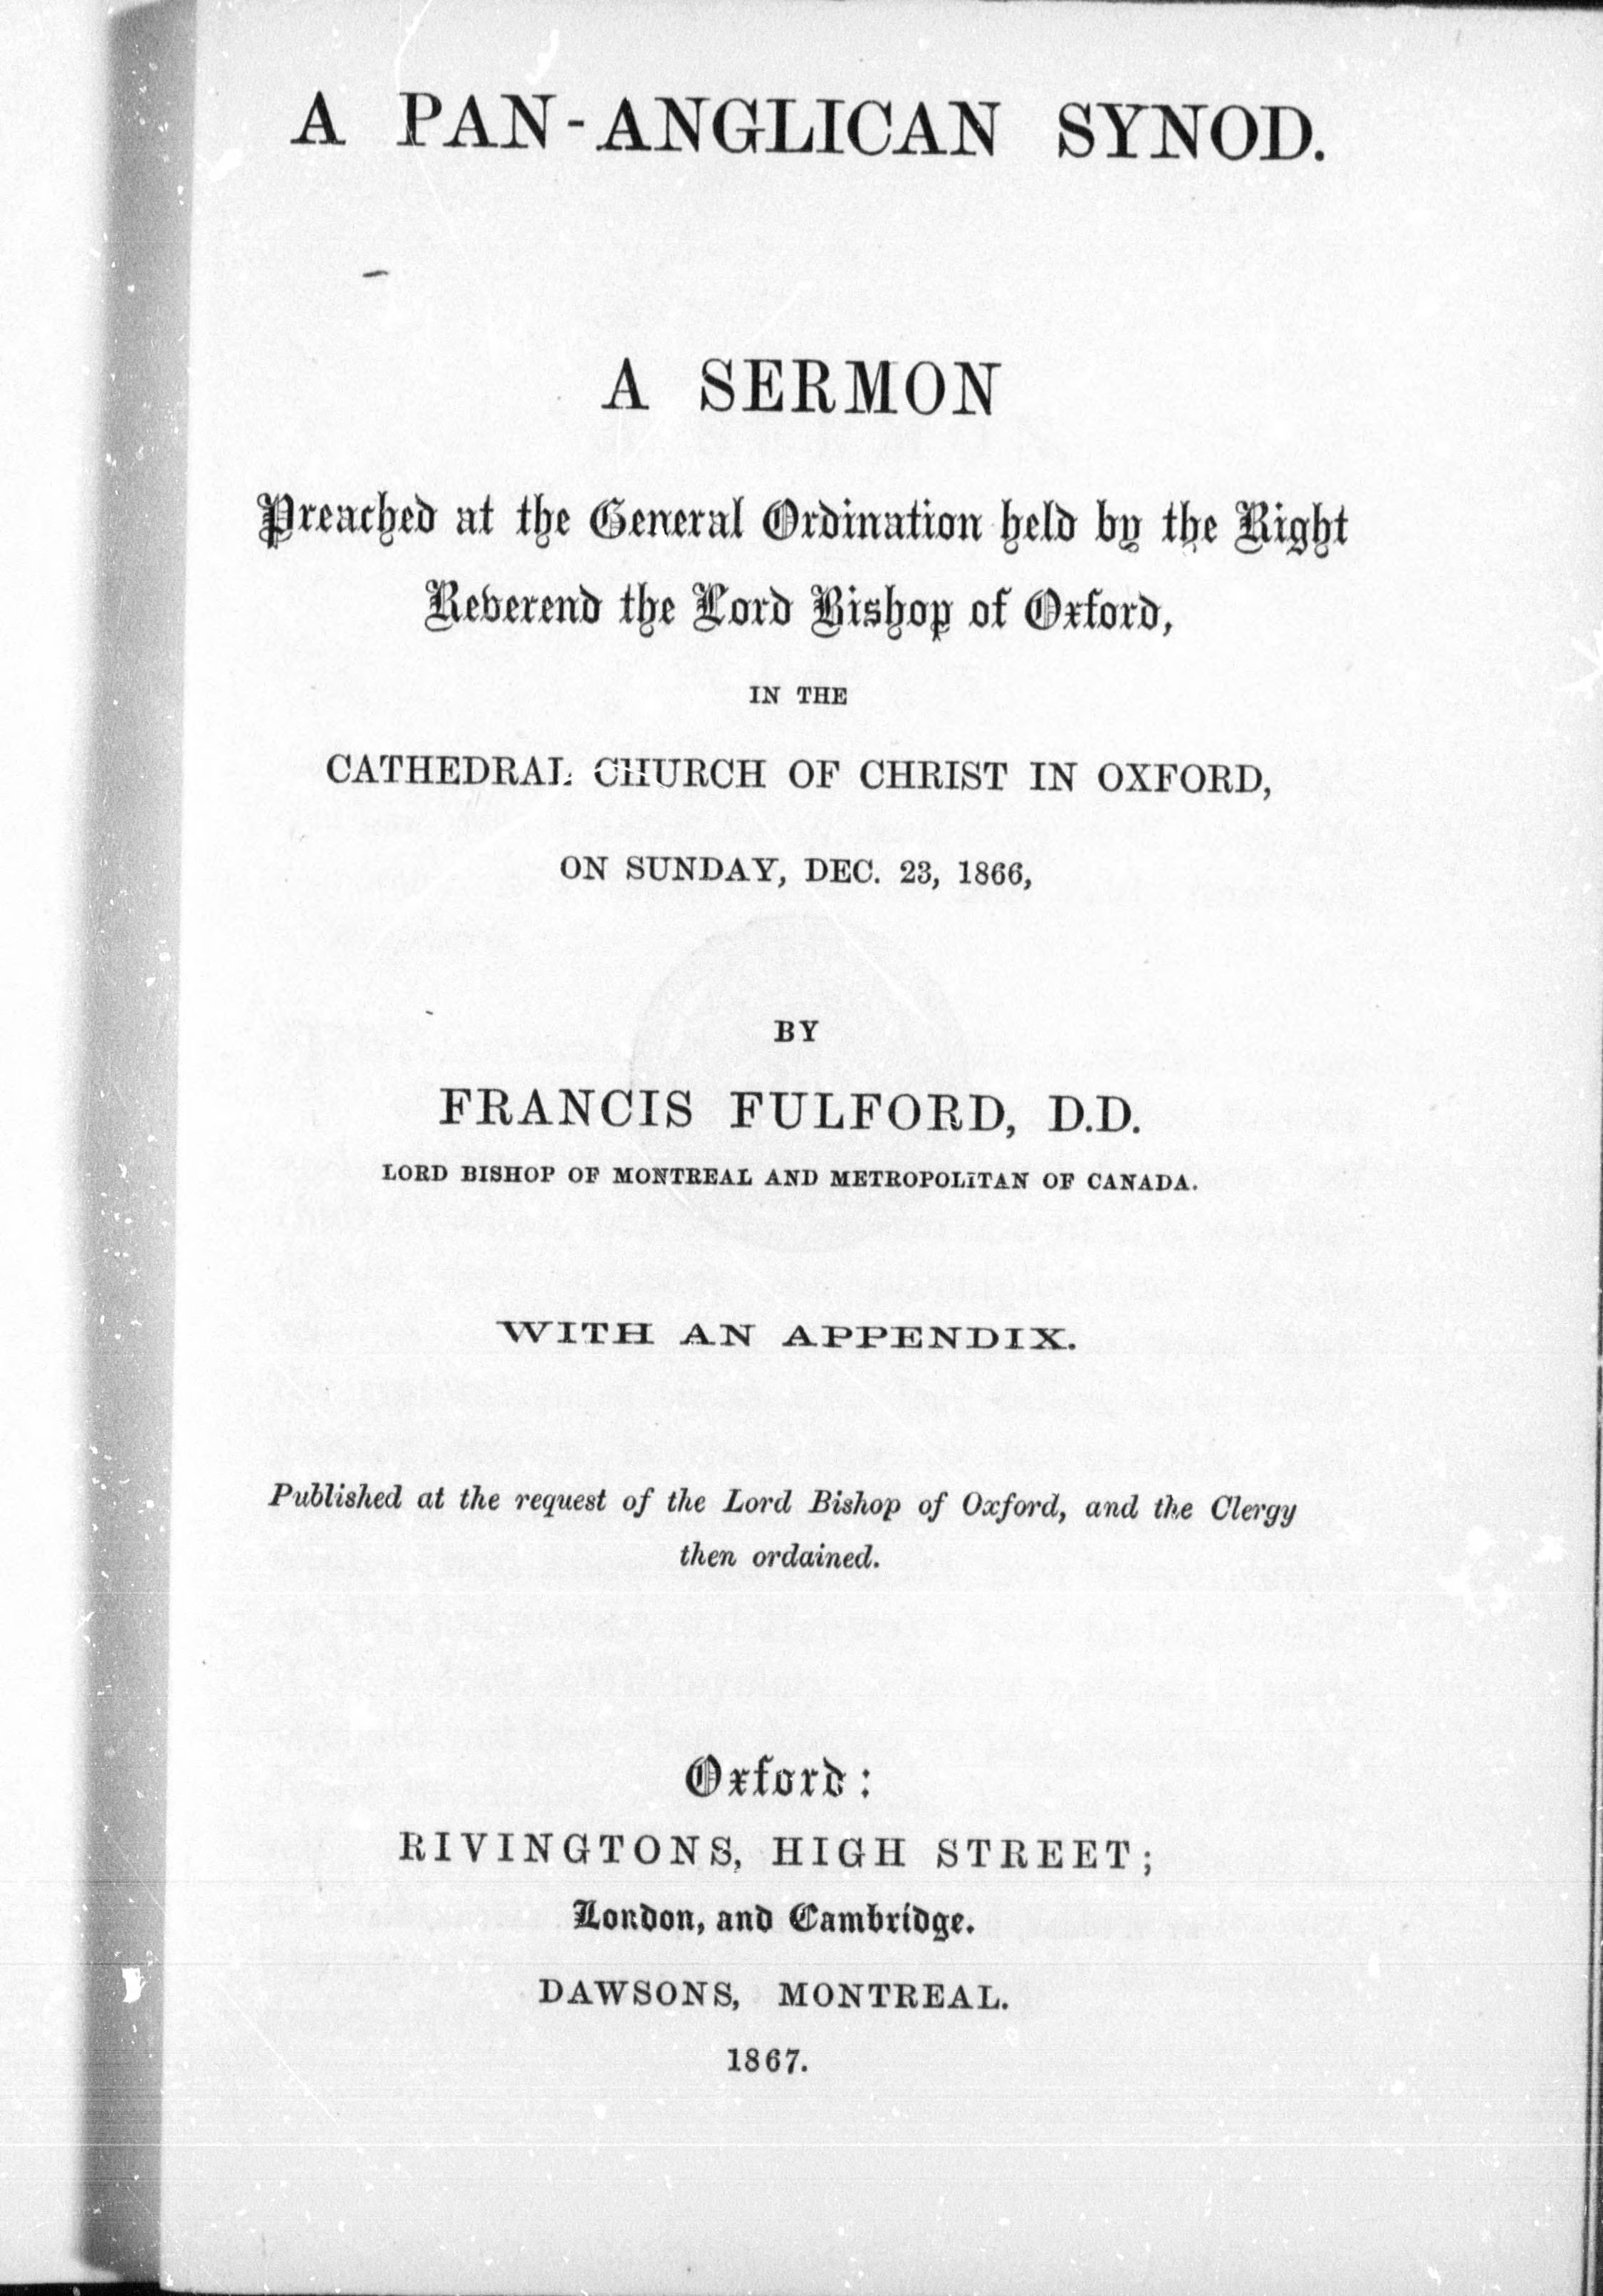 A PAN-ANGLICAN SYNOD.
A SERMON
Preached at the General Ordination held by the Right
Reverend the Lord Bishop of Oxford,
IN THE
CATHEDRAL CHURCH OF CHRIST IN OXFORD,
ON SUNDAY, DEC. 23, 1866,
BY
FRANCIS FULFORD, D.D.
LORD BISHOP OF MONTREAL AND METROPOLITAN OF CANADA.
WITH AN APPENDIX.
Published at the request of the Lord Bishop of Oxford, and the Clergy
then ordained.
Oxford:
RIVINGTONS, HIGH STREET;
London, and Cambridge.
DAWSONS, MONTREAL.
1867.